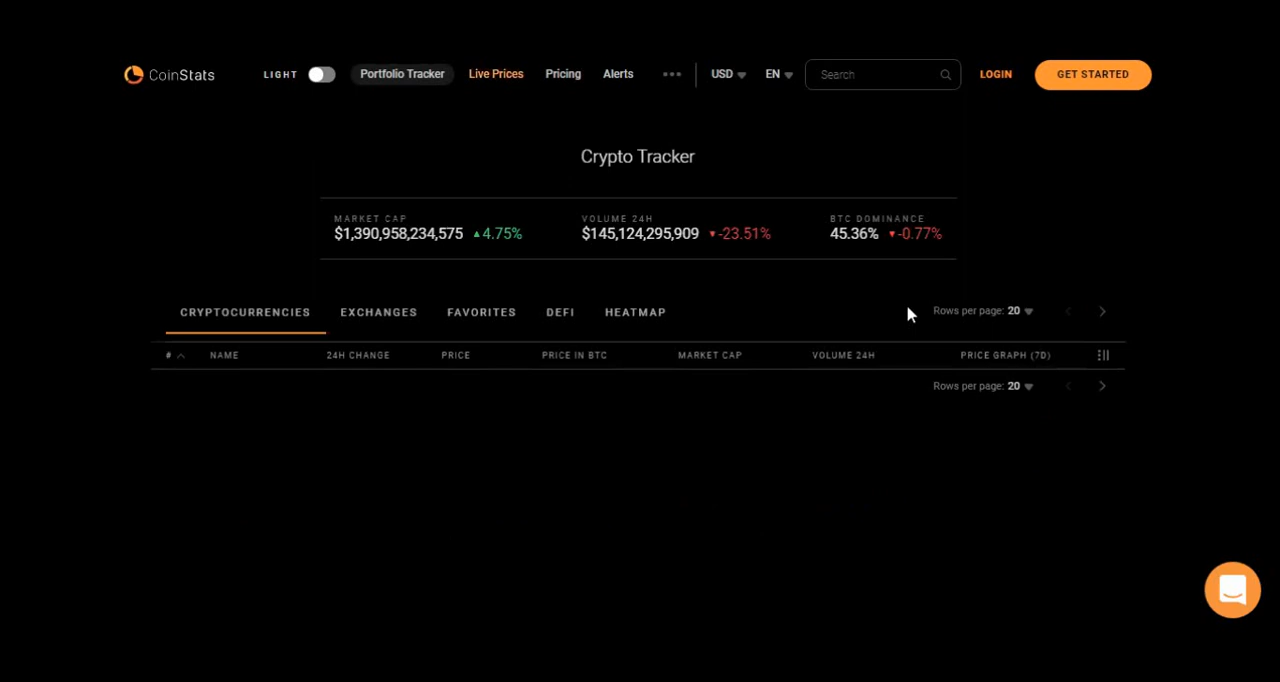 CoinStats LIGHT Portfolio Tracker Live Prices Pricing Alerts USD EN Search LOGIN GET STARTED
Crypto Tracker
MARKET CAP VOLUME 24H BTC DOMINANCE
$1,390,958,234,575 ▲4.75% $145,124,295,909 ▼-23.51% 45.36% ▼-0.77%
CRYPTOCURRENCIES EXCHANGES FAVORITES DEFI HEATMAP Rows per page: 20
# NAME 24H CHANGE PRICE PRICE IN BTC MARKET CAP VOLUME 24H PRICE GRAPH (7D)
Rows per page: 20